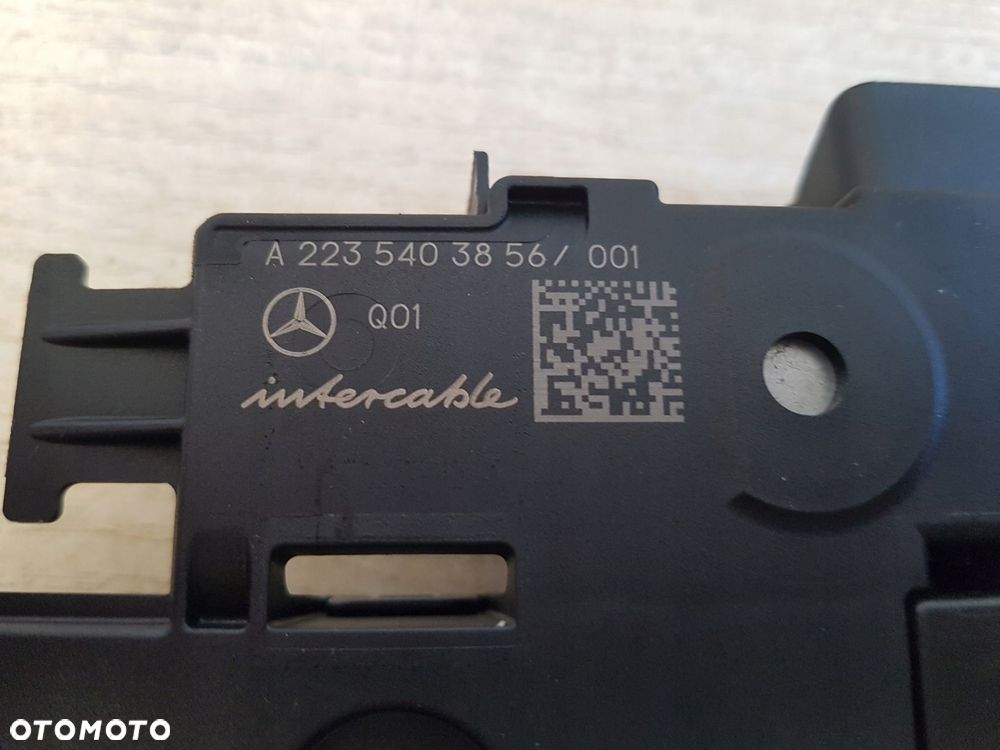 A 223 540 38 56/ 001
Q01
intercable
OTOMOTO